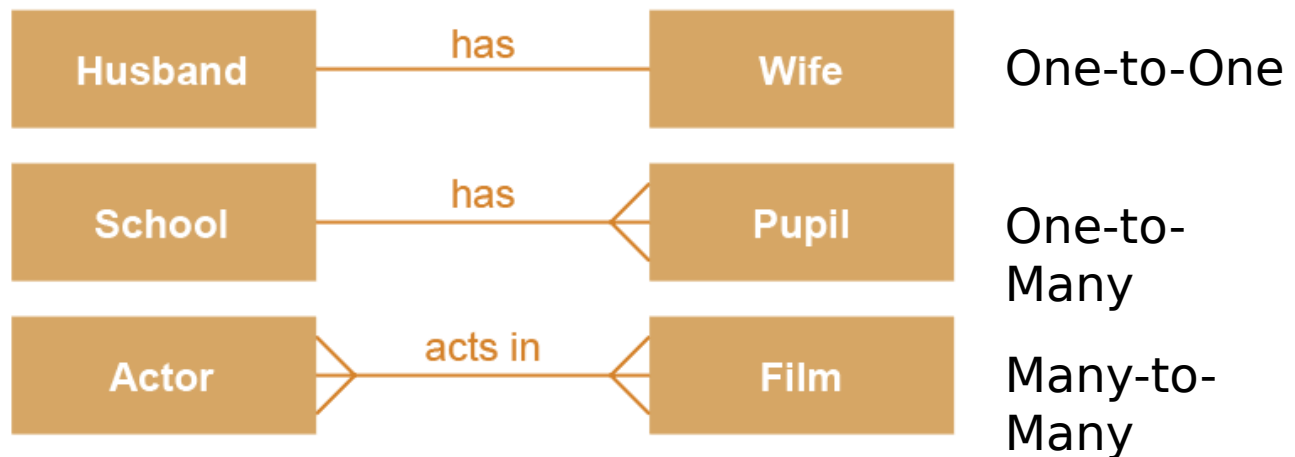 Husband has Wife One-to-One
School has Pupil One-to-
Many
Actor acts in Film Many-to-
Many